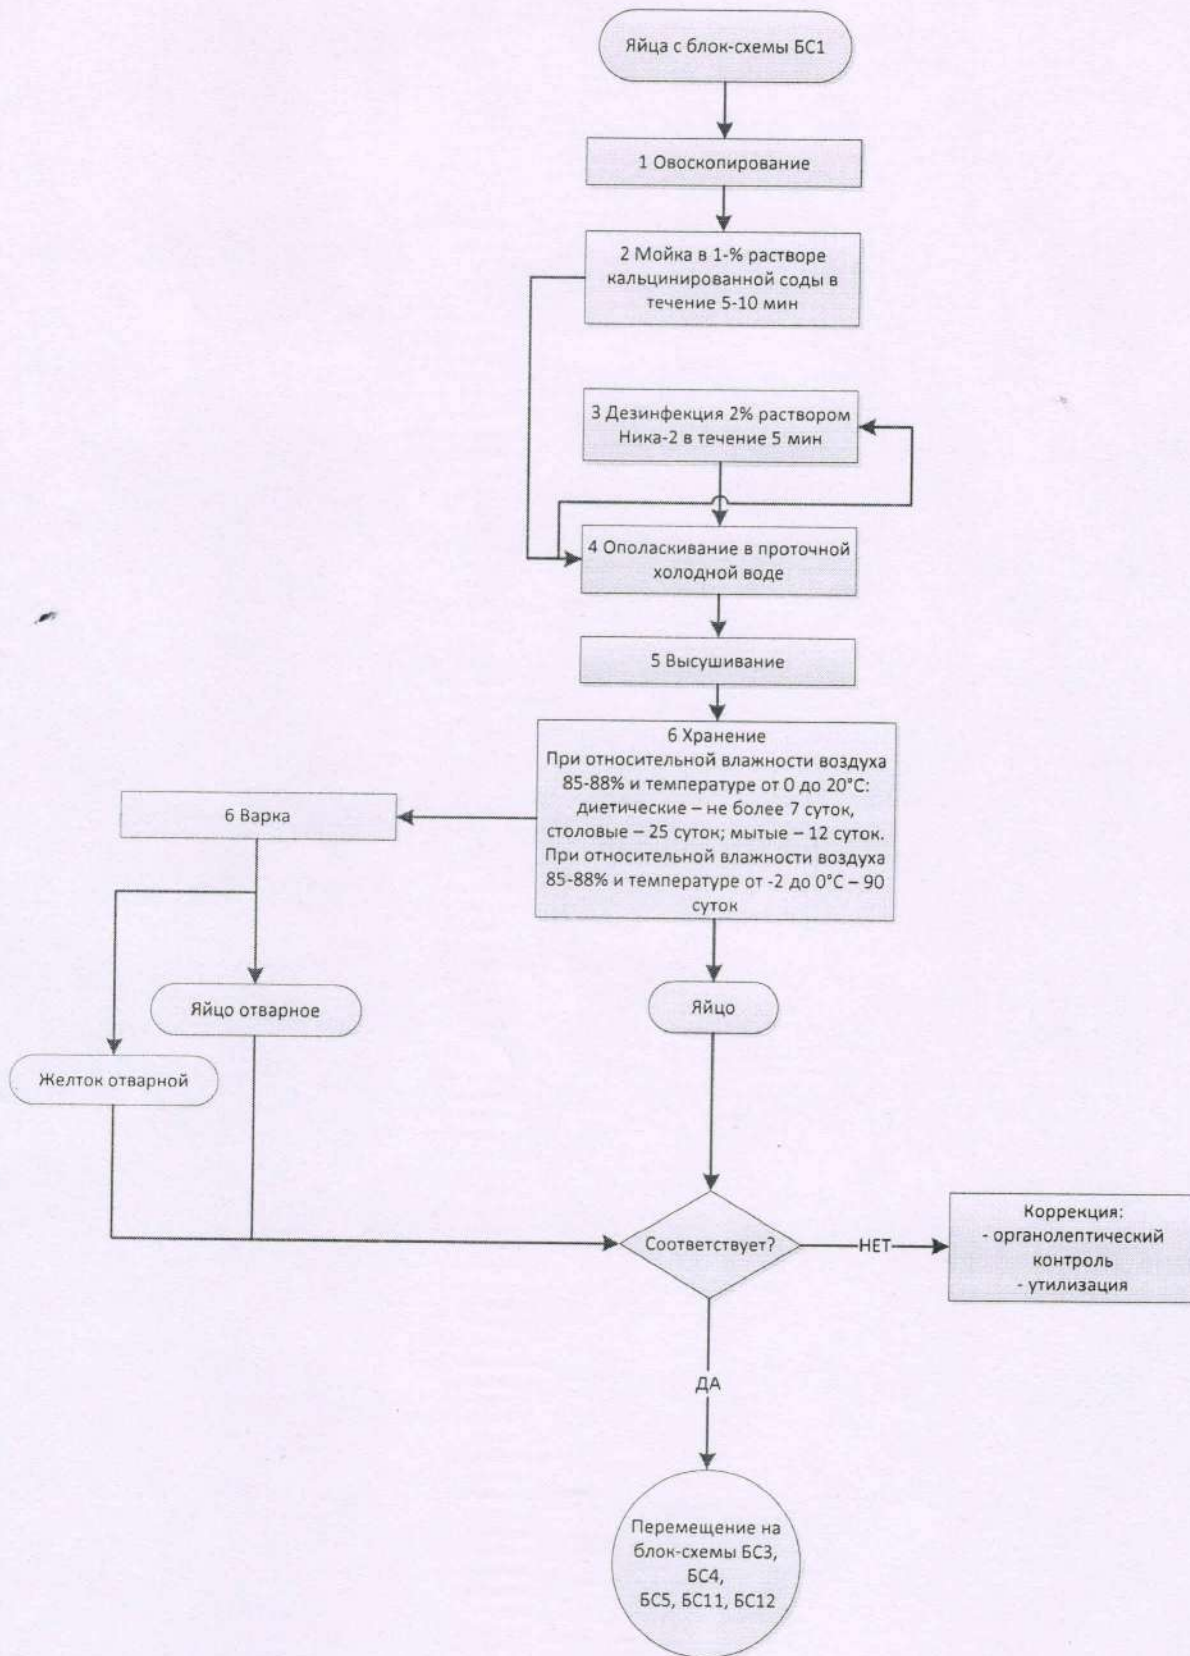 Яйца с блок-схемы БС1
1 Овоскопирование
2 Мойка в 1-% растворе
кальцинированной соды в
течение 5-10 мин
3 Дезинфекция 2% раствором
Ника-2 в течение 5 мин
4 Ополаскивание в проточной
холодной воде
5 Высушивание
6 Хранение
При относительной влажности воздуха
85-88% и температуре от 0 до 20°C:
диетические – не более 7 суток,
столовые – 25 суток; мытые – 12 суток.
При относительной влажности воздуха
85-88% и температуре от -2 до 0°C – 90
суток
6 Варка
Яйцо отварное
Яйцо
Желток отварной
Соответствует?
НЕТ
Коррекция:
- органолептический
контроль
- утилизация
ДА
Перемещение на
блок-схемы БС3,
БС4,
БС5, БС11, БС12